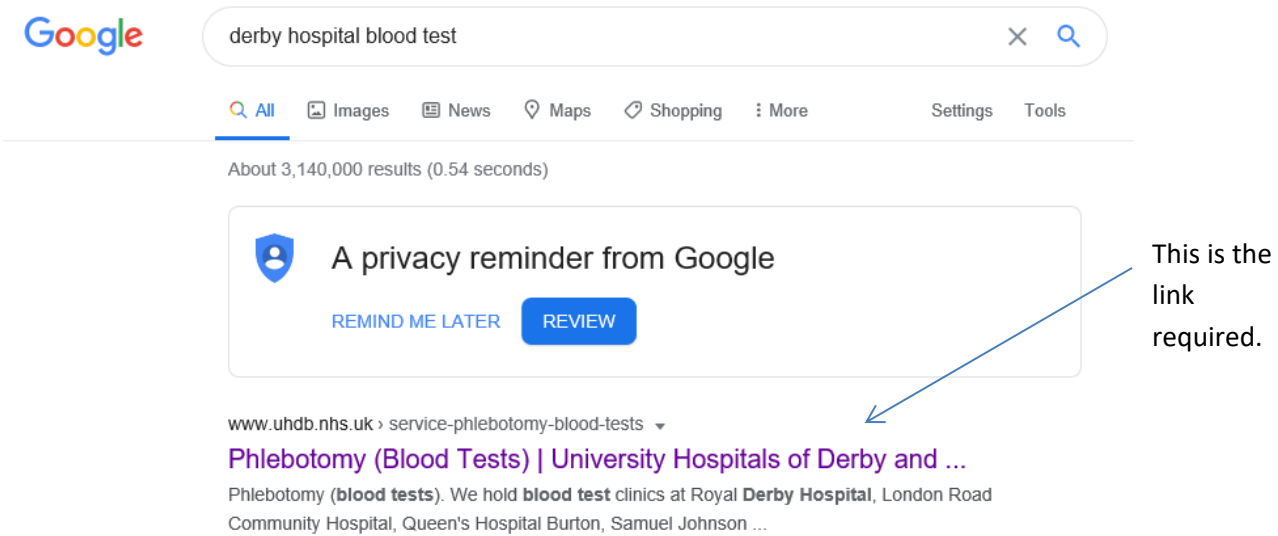 Google
derby hospital blood test
All Images News Maps Shopping More Settings Tools
About 3,140,000 results (0.54 seconds)
A privacy reminder from Google
REMIND ME LATER REVIEW
This is the
link
required.
www.uhdb.nhs.uk › service-phlebotomy-blood-tests
Phlebotomy (Blood Tests) | University Hospitals of Derby and ...
Phlebotomy (blood tests). We hold blood test clinics at Royal Derby Hospital, London Road
Community Hospital, Queen's Hospital Burton, Samuel Johnson ...